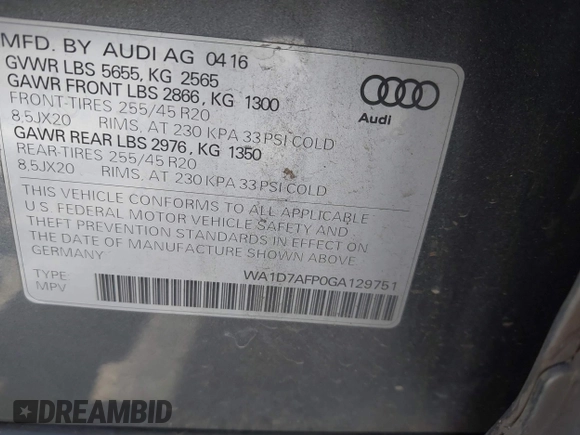 MFD. BY AUDI AG 0416
GVWR LBS 5655, KG 2565
GAWR FRONT LBS 2866, KG 1300
FRONT-TIRES 255/45 R20
8,5JX20 RIMS, AT 230 KPA 33 PSI COLD
GAWR REAR LBS 2976, KG 1350
REAR-TIRES 255/45 R20
8,5JX20 RIMS, AT 230 KPA 33 PSI COLD
Audi
THIS VEHICLE CONFORMS TO ALL APPLICABLE
U.S. FEDERAL MOTOR VEHICLE SAFETY AND
THEFT PREVENTION STANDARDS IN EFFECT ON
THE DATE OF MANUFACTURE SHOWN ABOVE
GERMANY
WA1D7AFP0GA129751
TYPE
MPV
DREAMBID